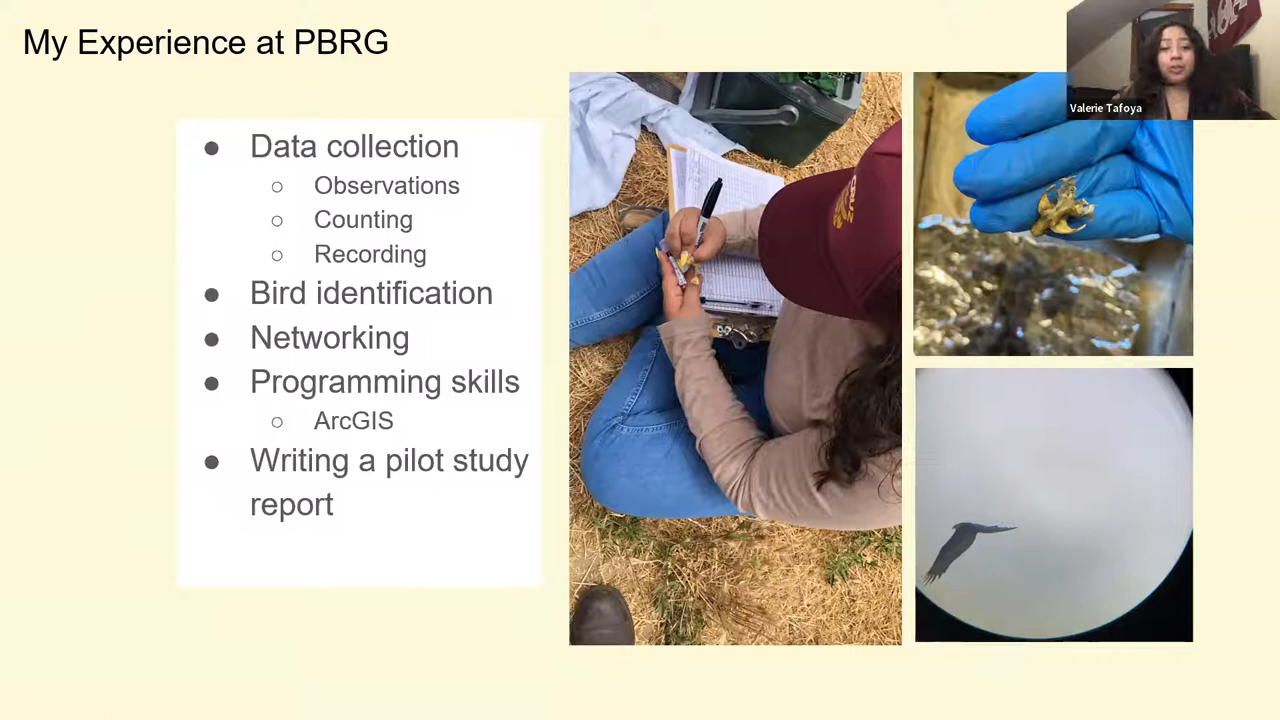 My Experience at PBRG
Valerie Tafoya
● Data collection
○ Observations
○ Counting
○ Recording
● Bird identification
● Networking
● Programming skills
○ ArcGIS
● Writing a pilot study
report
CRUZ